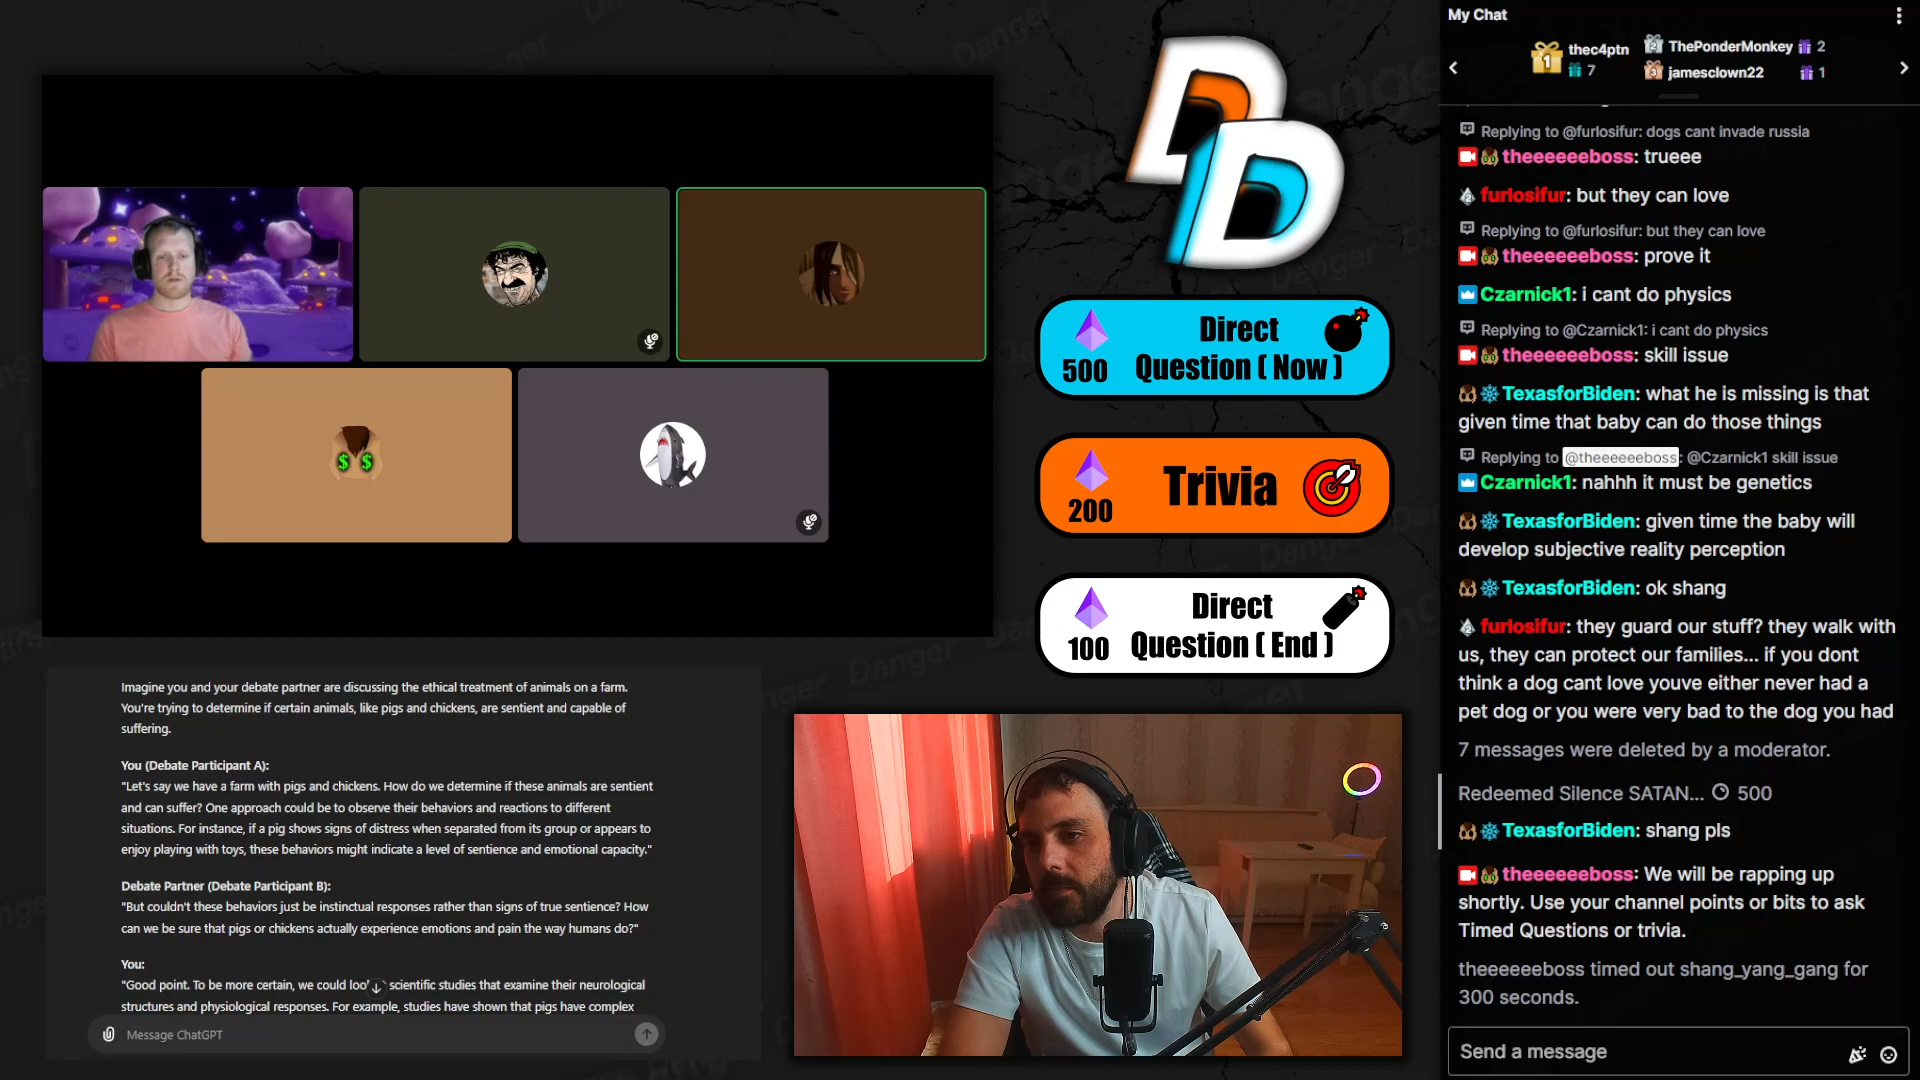 My Chat
thec4ptn
7
ThePonderMonkey 2
jamesclown22 1
Replying to @furlosifur: dogs cant invade russia
theeeeeeboss: trueee
furlosifur: but they can love
Replying to @furlosifur: but they can love
theeeeeeboss: prove it
Czarnick1: i cant do physics
Replying to @Czarnick1: i cant do physics
theeeeeeboss: skill issue
TexasforBiden: what he is missing is that
given time that baby can do those things
Replying to @theeeeeeboss: @Czarnick1 skill issue
Czarnick1: nahhh it must be genetics
TexasforBiden: given time the baby will
develop subjective reality perception
TexasforBiden: ok shang
furlosifur: they guard our stuff? they walk with
us, they can protect our families... if you dont
think a dog cant love youve either never had a
pet dog or you were very bad to the dog you had
7 messages were deleted by a moderator.
Redeemed Silence SATAN... 500
TexasforBiden: shang pls
theeeeeeboss: We will be rapping up
shortly. Use your channel points or bits to ask
Timed Questions or trivia.
theeeeeeboss timed out shang_yang_gang for
300 seconds.
Send a message
DD
500
Direct
Question ( Now )
200
Trivia
100
Direct
Question ( End )
Imagine you and your debate partner are discussing the ethical treatment of animals on a farm.
You're trying to determine if certain animals, like pigs and chickens, are sentient and capable of
suffering.
You (Debate Participant A):
"Let's say we have a farm with pigs and chickens. How do we determine if these animals are sentient
and can suffer? One approach could be to observe their behaviors and reactions to different
situations. For instance, if a pig shows signs of distress when separated from its group or appears to
enjoy playing with toys, these behaviors might indicate a level of sentience and emotional capacity."
Debate Partner (Debate Participant B):
"But couldn't these behaviors just be instinctual responses rather than signs of true sentience? How
can we be sure that pigs or chickens actually experience emotions and pain the way humans do?"
You:
"Good point. To be more certain, we could scientific studies that examine their neurological
structures and physiological responses. For example, studies have shown that pigs have complex
Message ChatGPT